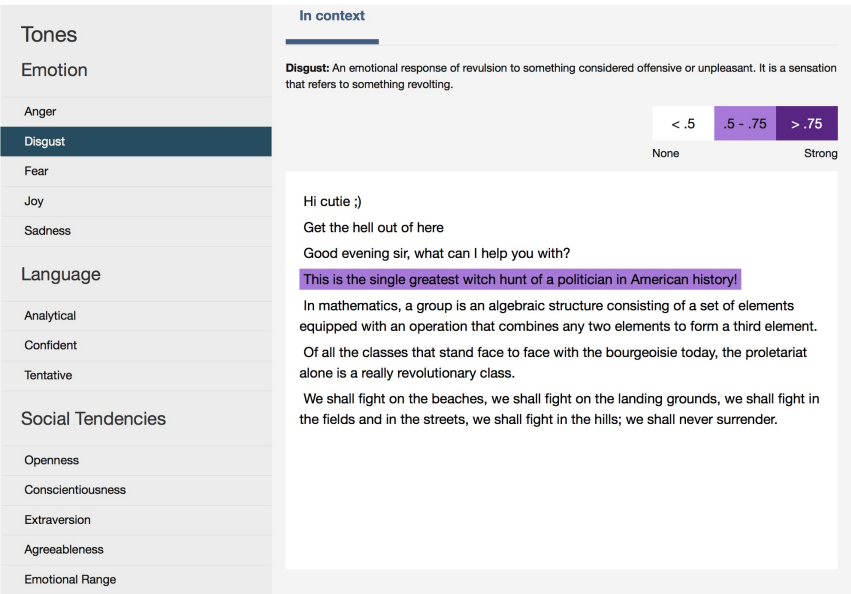 Tones
Emotion
Anger
Disgust
Fear
Joy
Sadness
Language
Analytical
Confident
Tentative
Social Tendencies
Openness
Conscientiousness
Extraversion
Agreeableness
Emotional Range
In context
Disgust: An emotional response of revulsion to something considered offensive or unpleasant. It is a sensation
that refers to something revolting.
< .5 .5 - .75 > .75
None Strong
Hi cutie ;)
Get the hell out of here
Good evening sir, what can I help you with?
This is the single greatest witch hunt of a politician in American history!
In mathematics, a group is an algebraic structure consisting of a set of elements
equipped with an operation that combines any two elements to form a third element.
Of all the classes that stand face to face with the bourgeoisie today, the proletariat
alone is a really revolutionary class.
We shall fight on the beaches, we shall fight on the landing grounds, we shall fight in
the fields and in the streets, we shall fight in the hills; we shall never surrender.